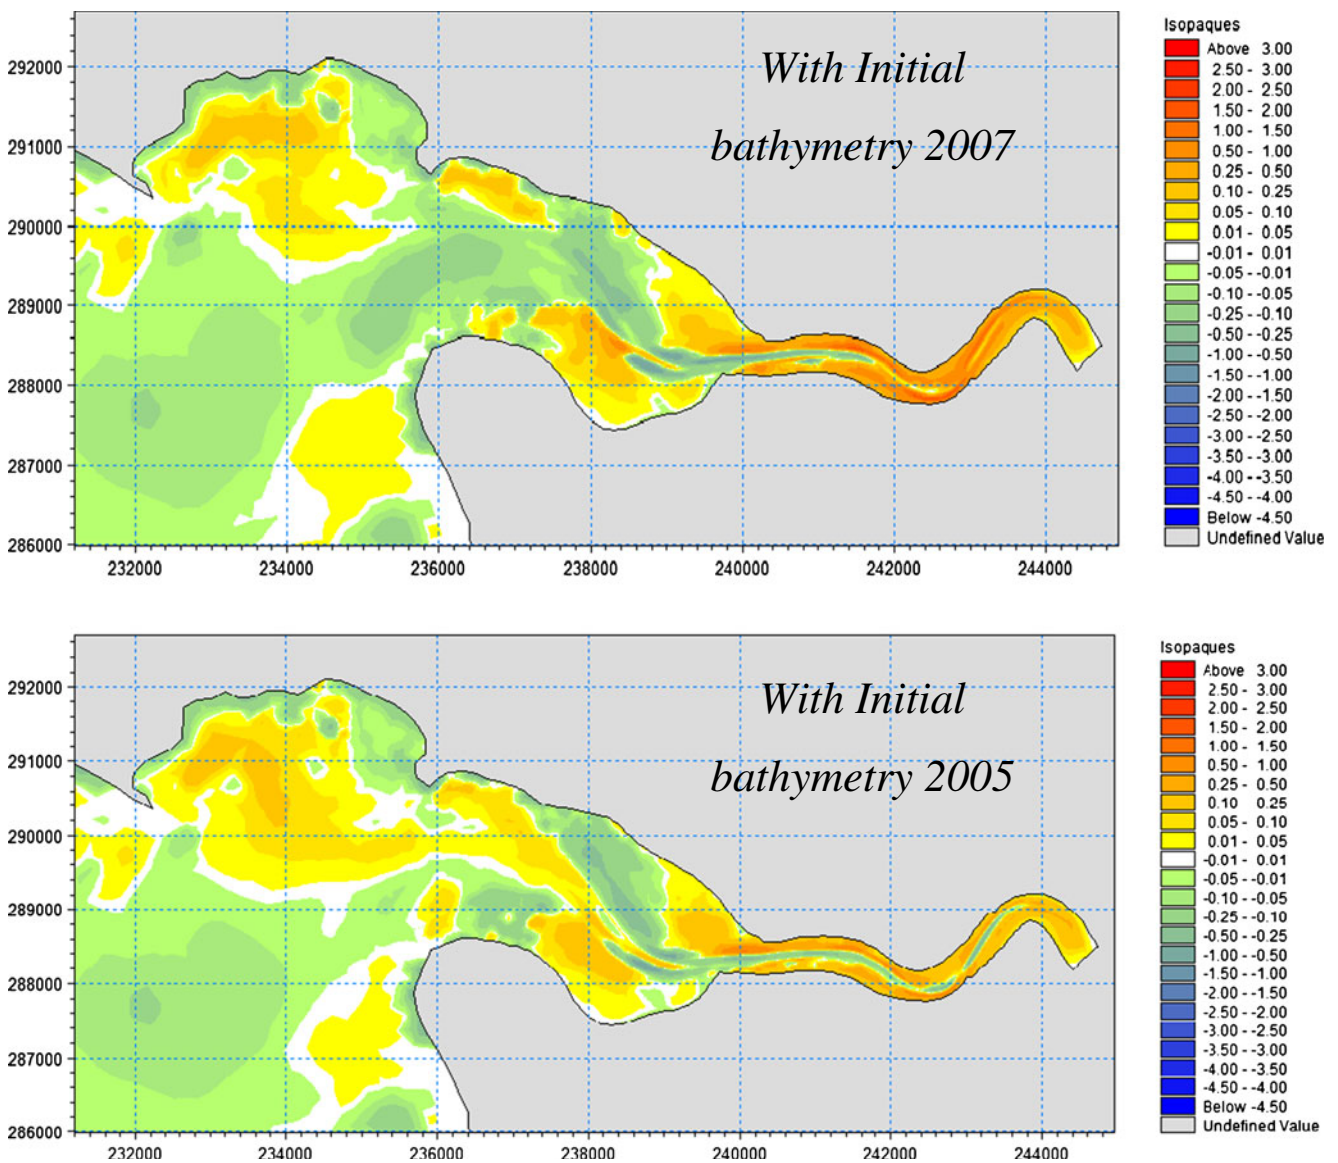 With Initial
bathymetry 2007
292000
291000
290000
289000
288000
287000
286000
232000 234000 236000 238000 240000 242000 244000
Isopaques
Above 3.00
2.50 - 3.00
2.00 - 2.50
1.50 - 2.00
1.00 - 1.50
0.50 - 1.00
0.25 - 0.50
0.10 - 0.25
0.05 - 0.10
0.01 - 0.05
-0.01 - 0.01
-0.05 - -0.01
-0.10 - -0.05
-0.25 - -0.10
-0.50 - -0.25
-1.00 - -0.50
-1.50 - -1.00
-2.00 - -1.50
-2.50 - -2.00
-3.00 - -2.50
-3.50 - -3.00
-4.00 - -3.50
-4.50 - -4.00
Below -4.50
Undefined Value
With Initial
bathymetry 2005
292000
291000
290000
289000
288000
287000
286000
232000 234000 236000 238000 240000 242000 244000
Isopaques
Above 3.00
2.50 - 3.00
2.00 - 2.50
1.50 - 2.00
1.00 - 1.50
0.50 - 1.00
0.25 - 0.50
0.10 0.25
0.05 - 0.10
0.01 - 0.05
-0.01 - 0.01
-0.05 - -0.01
-0.10 - -0.05
-0.25 - -0.10
-0.50 - -0.25
-1.00 - -0.50
-1.50 - -1.00
-2.00 - -1.50
-2.50 - -2.00
-3.00 - -2.50
-3.50 - -3.00
-4.00 - -3.50
-4.50 - -4.00
Below -4.50
Undefined Value